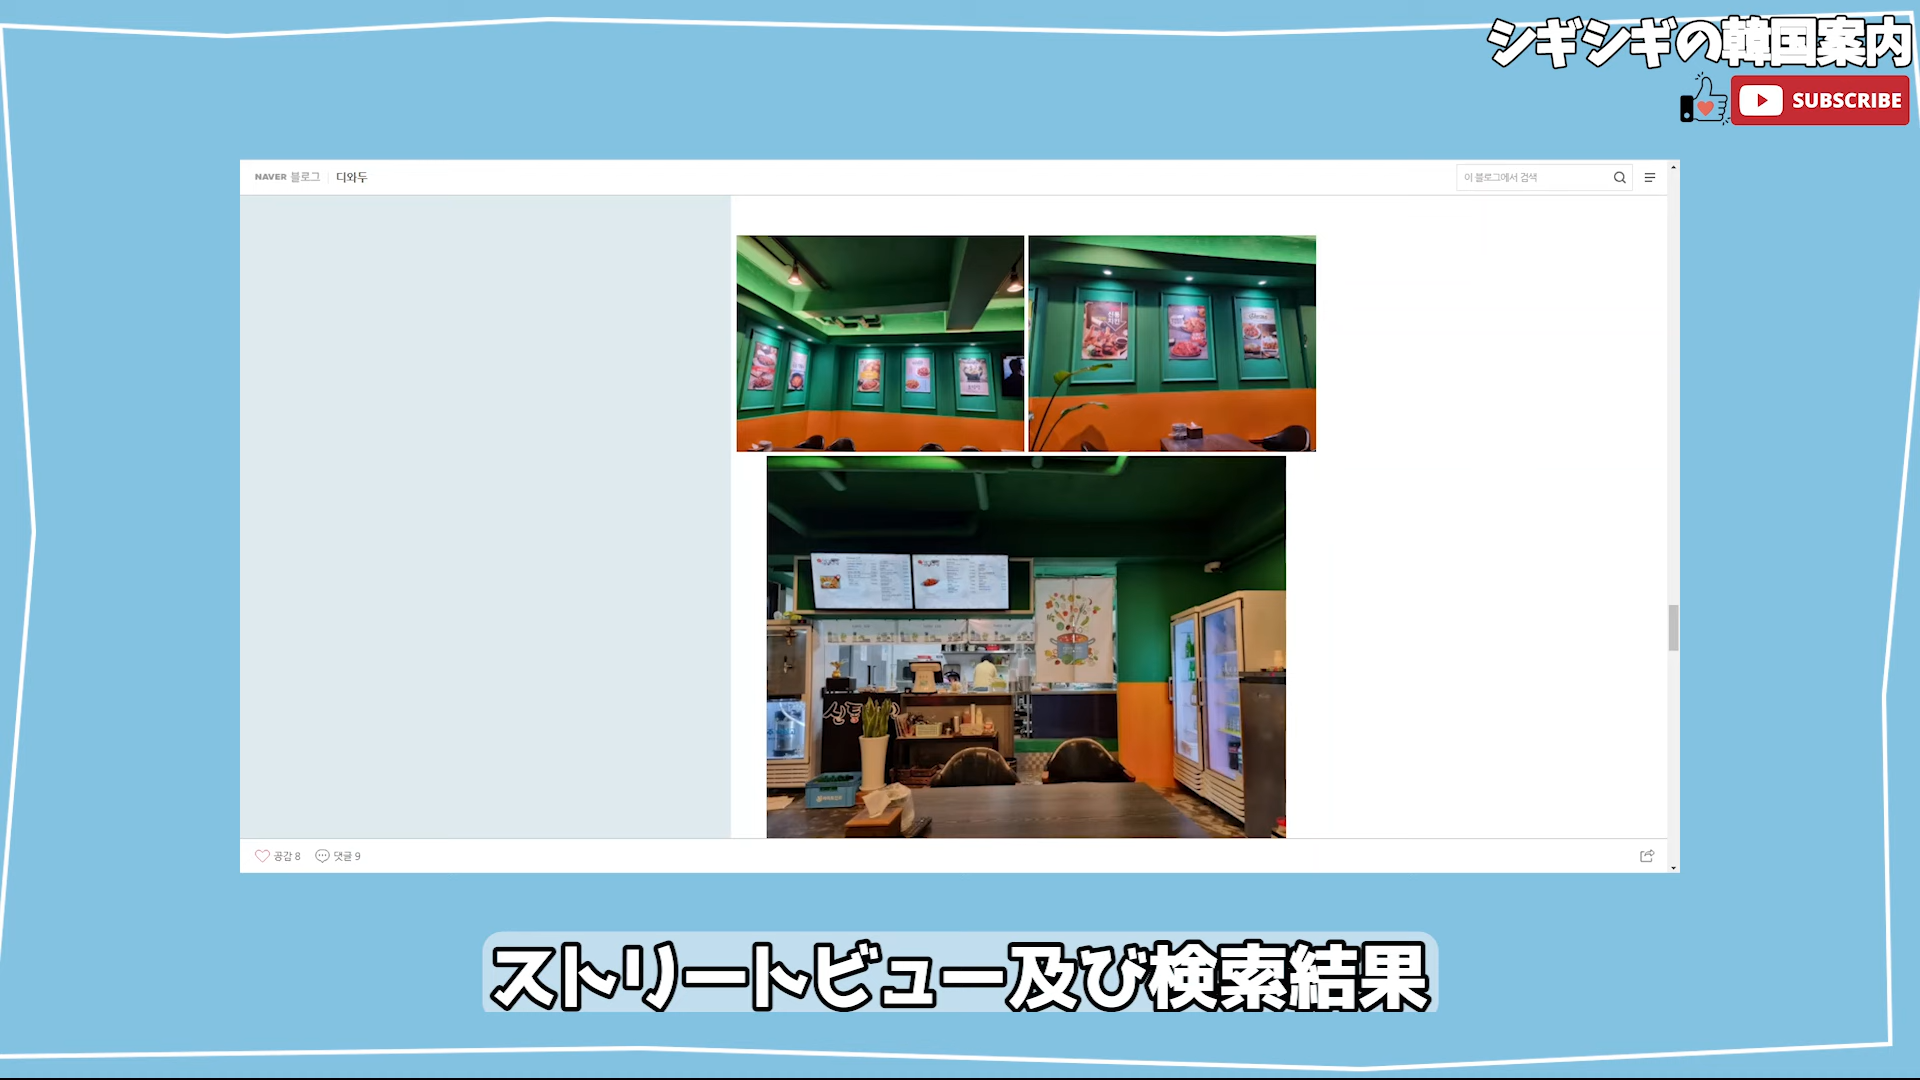 シギシギの韓国案内
SUBSCRIBE
NAVER 블로그 디와두
이 블로그에서 검색
공감 8 댓글 9
ストリートビュー及び検索結果